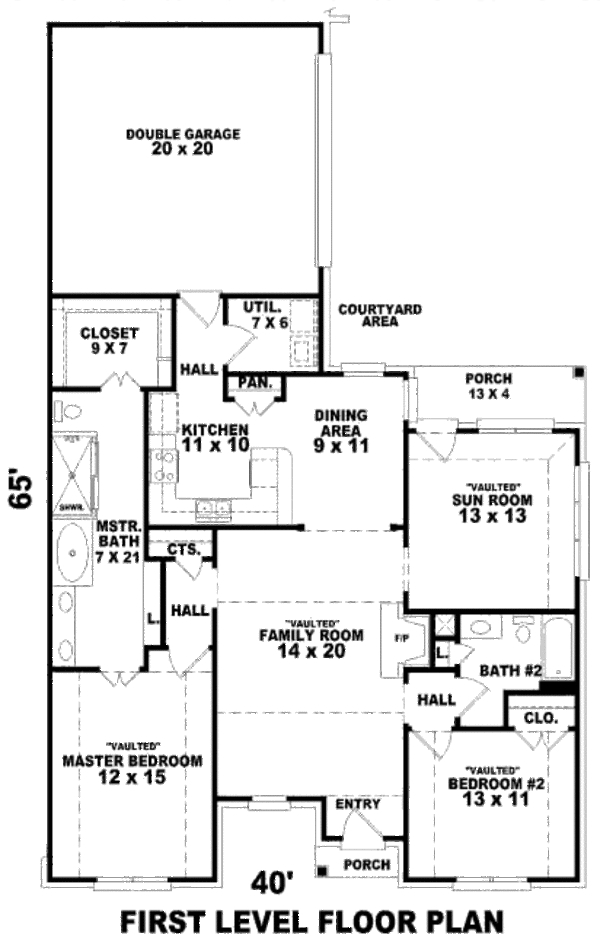 DOUBLE GARAGE
20 x 20
UTIL.
7 X 6
COURTYARD
AREA
CLOSET
9 X 7
HALL
PAN.
PORCH
13 X 4
KITCHEN
11 x 10
DINING
AREA
9 x 11
"VAULTED"
SUN ROOM
13 x 13
SHWR.
65'
MSTR.
BATH
7 X 21
CTS.
L.
HALL
"VAULTED"
FAMILY ROOM
14 x 20
F/P
L.
BATH #2
HALL
CLO.
"VAULTED"
MASTER BEDROOM
12 x 15
"VAULTED"
BEDROOM #2
13 x 11
ENTRY
PORCH
40'
FIRST LEVEL FLOOR PLAN